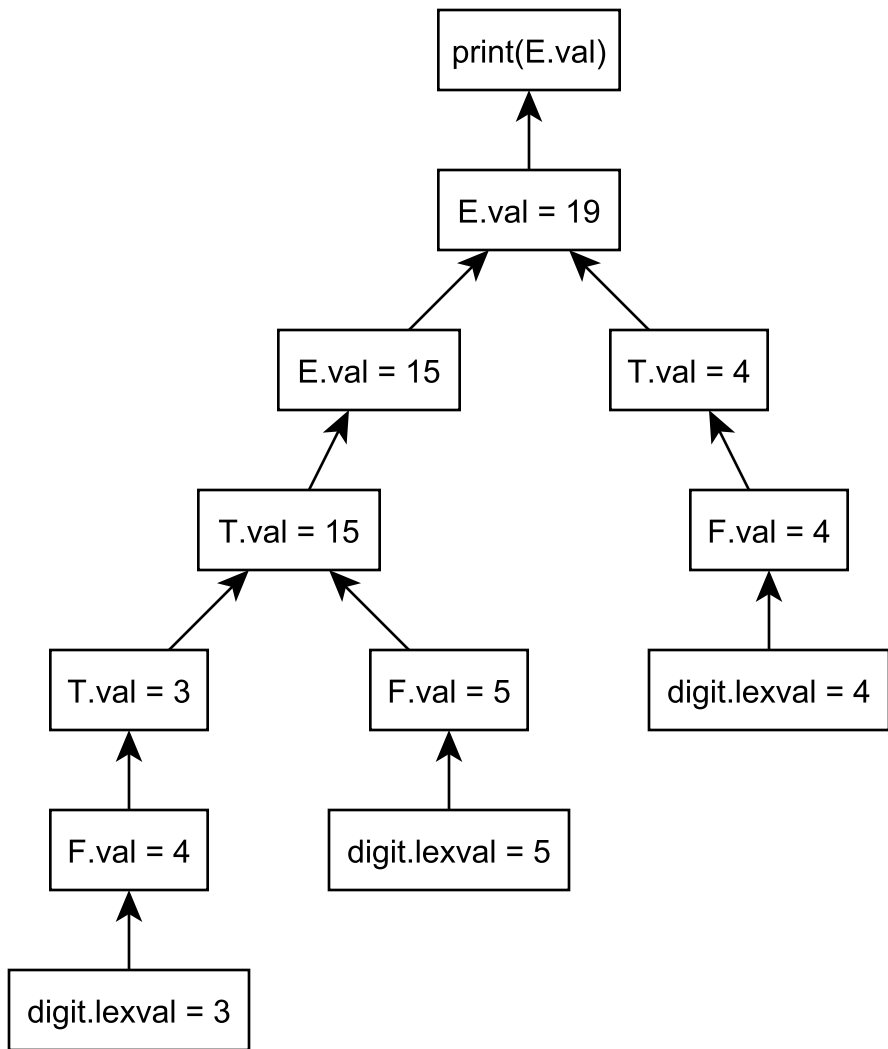 print(E.val)
E.val = 19
E.val = 15
T.val = 4
T.val = 15
F.val = 4
T.val = 3
F.val = 5
digit.lexval = 4
F.val = 4
digit.lexval = 5
digit.lexval = 3